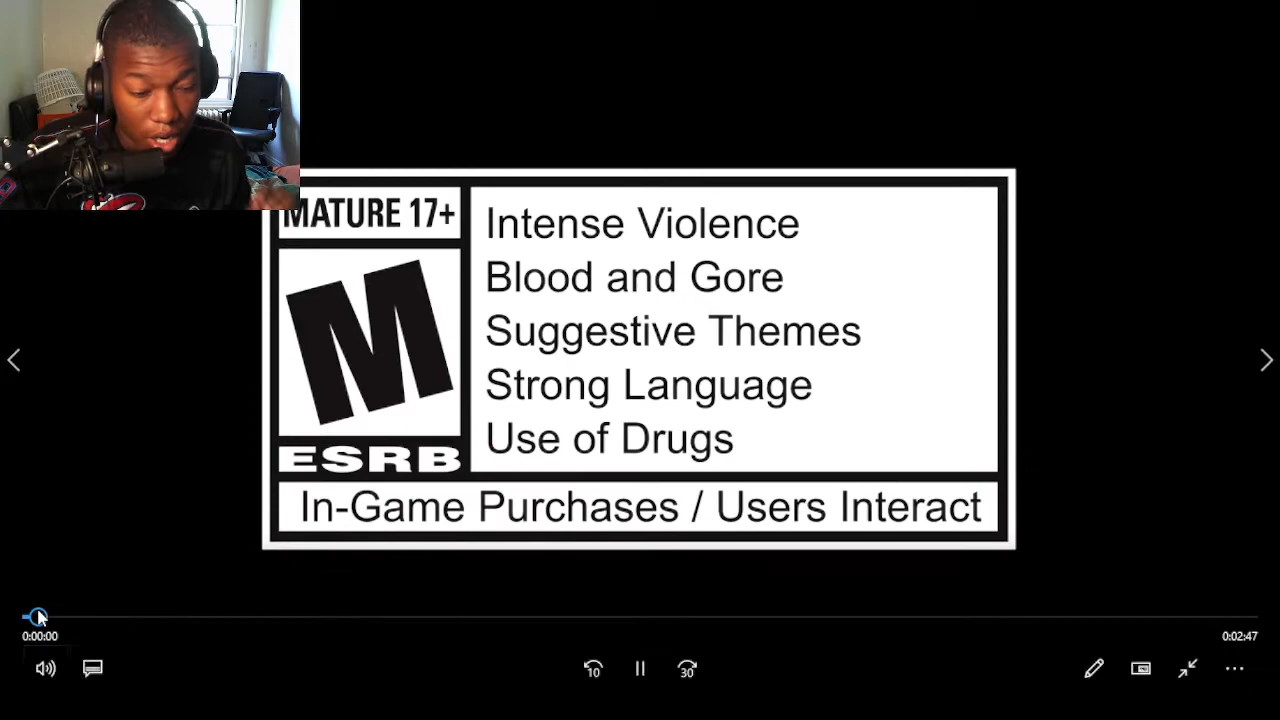 MATURE 17+
M
ESRB
Intense Violence
Blood and Gore
Suggestive Themes
Strong Language
Use of Drugs
In-Game Purchases / Users Interact
0:00:00
0:02:47
10
30